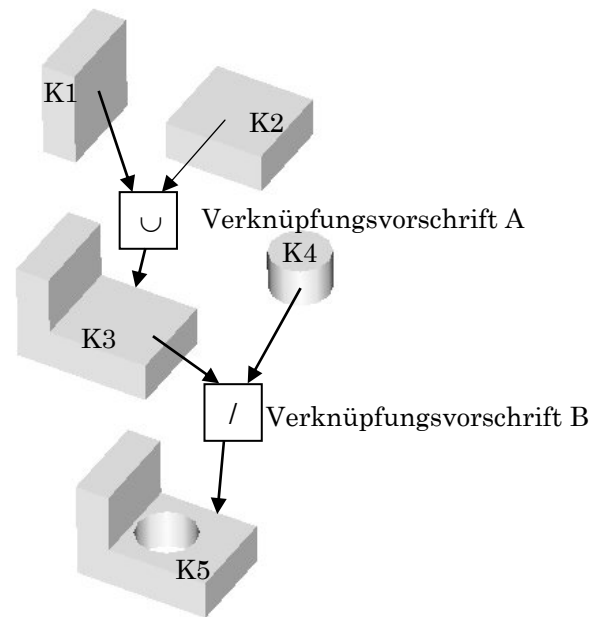 K1
K2
∪
Verknüpfungsvorschrift A
K4
K3
/
Verknüpfungsvorschrift B
K5